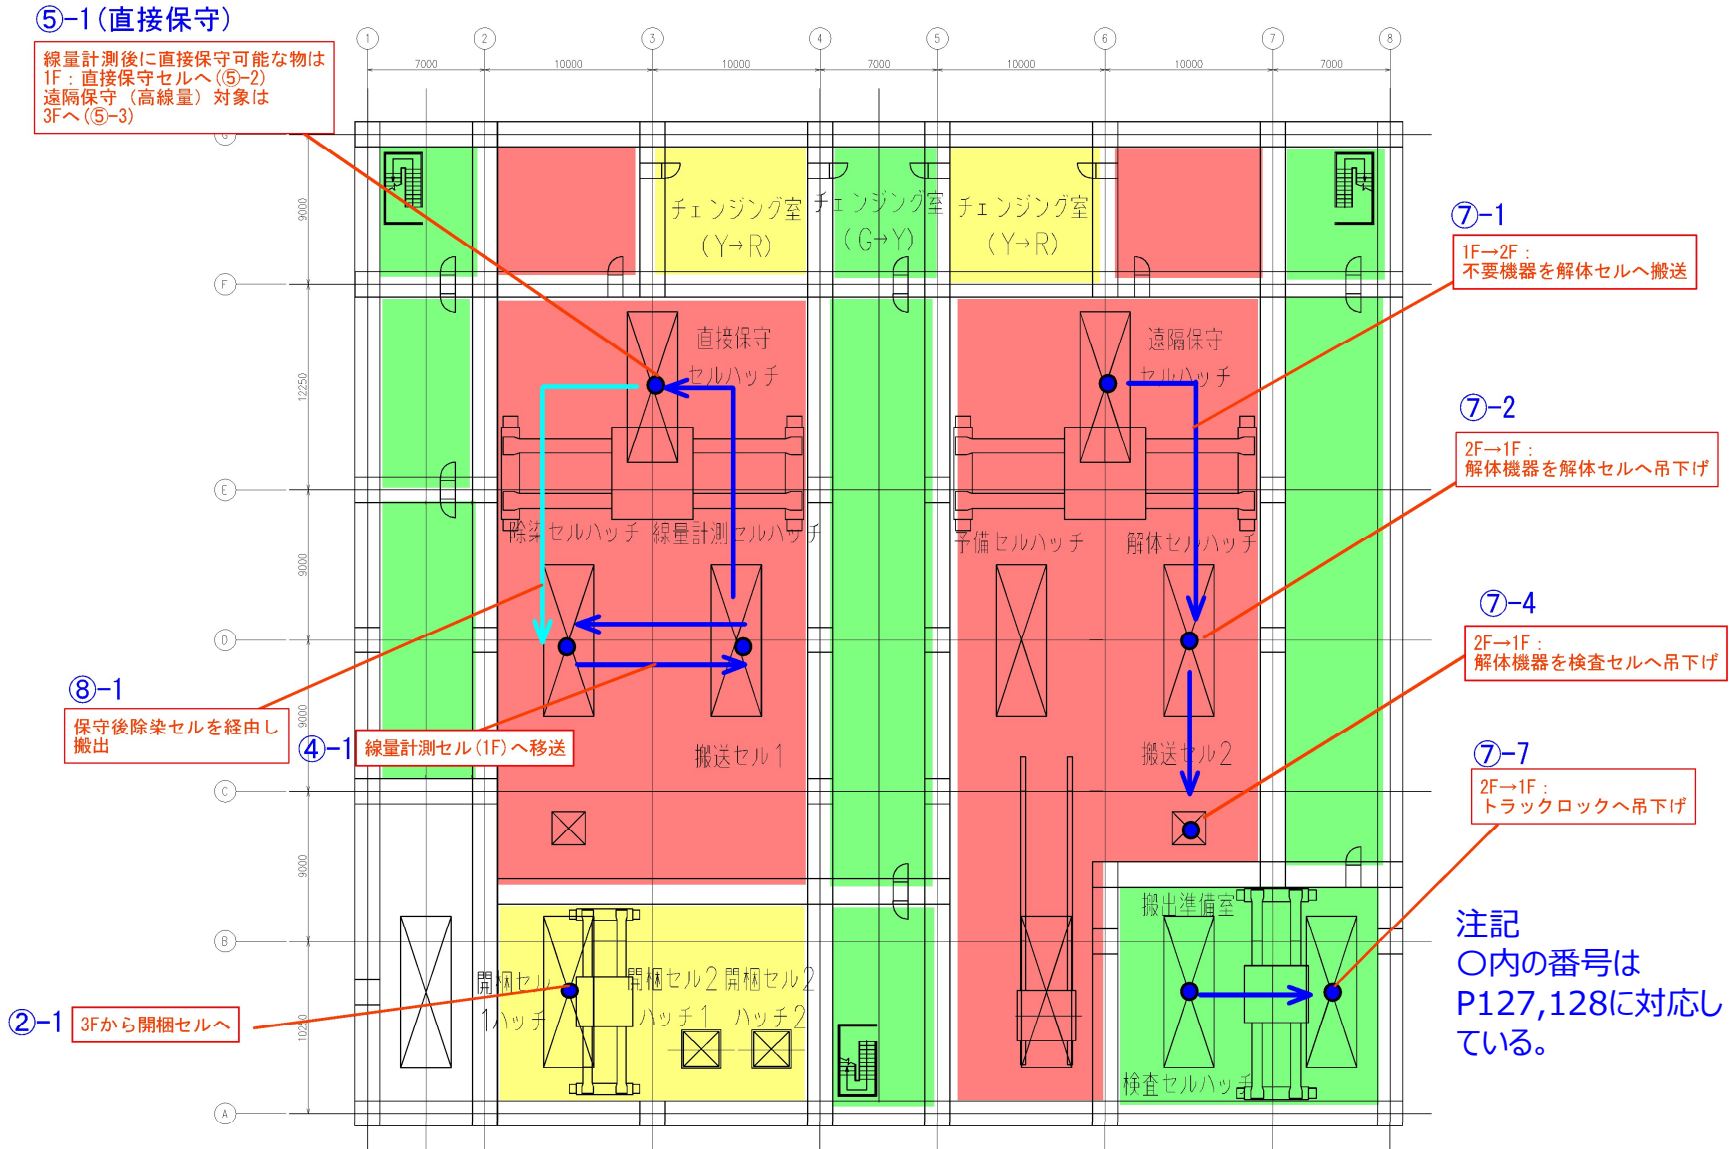 ⑤-1(直接保守)
線量計測後に直接保守可能な物は
1F：直接保守セルへ(⑤-2)
遠隔保守（高線量）対象は
3Fへ(⑤-3)
1 2 3 4 5 6 7 8
7000 10000 10000 7000 10000 10000 7000
G
F
E
D
C
B
A
9000
12250
9000
9000
9000
10250
チェンジング室
(Y→R)
チェンジング室
(G→Y)
チェンジング室
(Y→R)
直接保守
セルハッチ
遠隔保守
セルハッチ
除染セルハッチ
線量計測セルハッチ
予備セルハッチ
解体セルハッチ
搬送セル1
搬送セル2
開梱セル
1ハッチ
開梱セル2
ハッチ1
開梱セル2
ハッチ2
搬出準備室
検査セルハッチ
⑦-1
1F→2F：
不要機器を解体セルへ搬送
⑦-2
2F→1F：
解体機器を解体セルへ吊下げ
⑦-4
2F→1F：
解体機器を検査セルへ吊下げ
⑦-7
2F→1F：
トラックロックへ吊下げ
⑧-1
保守後除染セルを経由し
搬出
④-1
線量計測セル(1F)へ移送
②-1
3Fから開梱セルへ
注記
〇内の番号は
P127,128に対応し
ている。